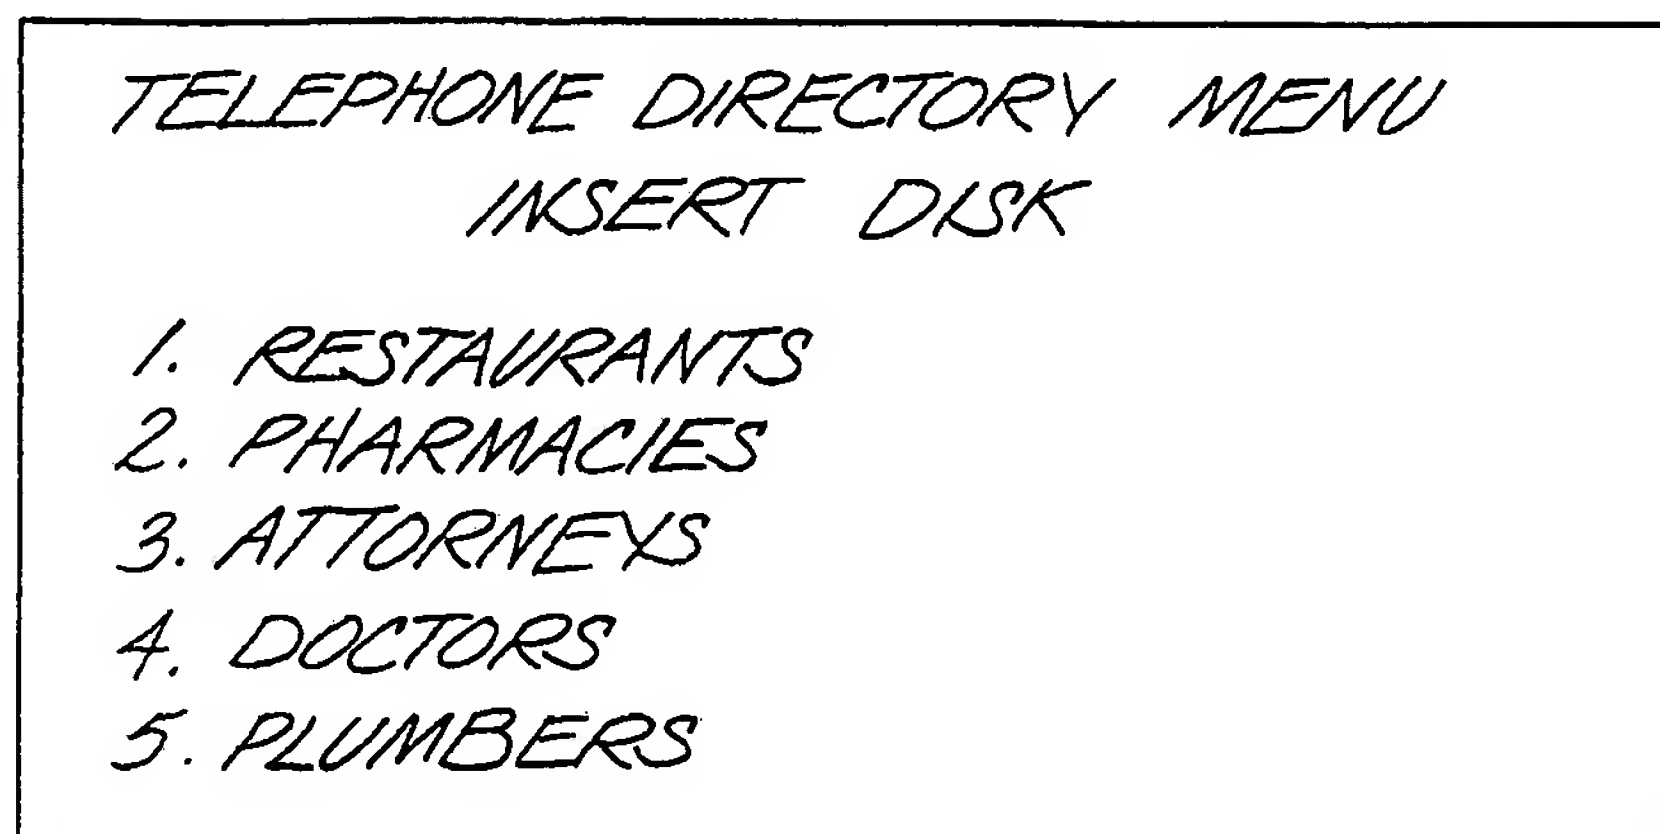 TELEPHONE DIRECTORY MENU
INSERT DISK
1. RESTAURANTS
2. PHARMACIES
3. ATTORNEYS
4. DOCTORS
5. PLUMBERS